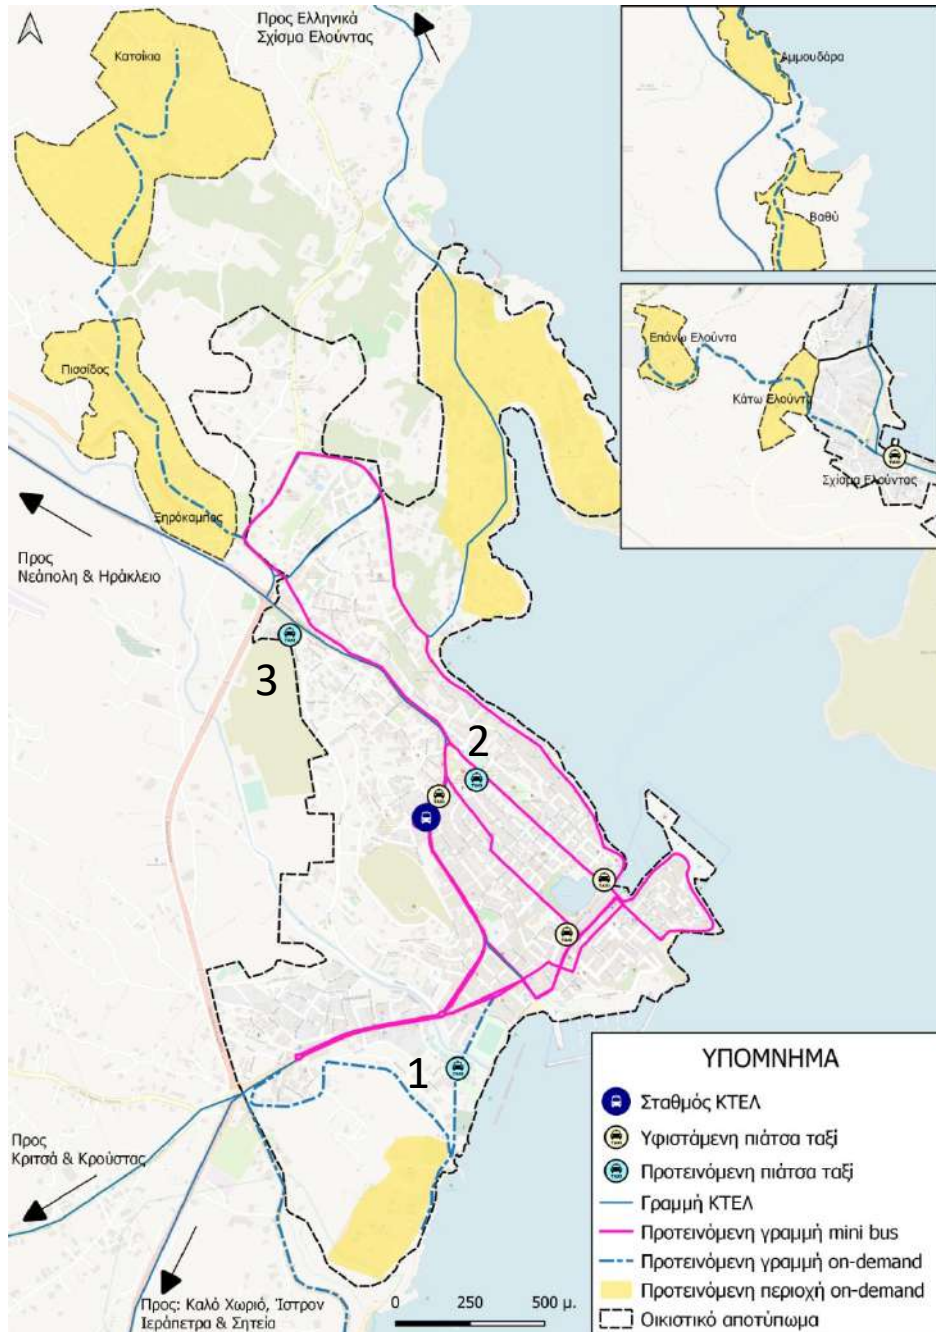 Προς Ελληνικά
Σχίσμα Ελούντας
Κατσίκια
Αμμουδάρα
Βαθύ
Επάνω Ελούντα
Κάτω Ελούντα
Σχίσμα Ελούντας
Πισσίδος
Ξηρόκαμπος
Προς
Νεάπολη & Ηράκλειο
3
2
1
Προς
Κριτσά & Κρούστας
Προς: Καλό Χωριό, Ίστρον
Ιεράπετρα & Σητεία
0 250 500 μ.
ΥΠΟΜΝΗΜΑ
Σταθμός ΚΤΕΛ
Υφιστάμενη πιάτσα ταξί
Προτεινόμενη πιάτσα ταξί
Γραμμή ΚΤΕΛ
Προτεινόμενη γραμμή mini bus
Προτεινόμενη γραμμή on-demand
Προτεινόμενη περιοχή on-demand
Οικιστικό αποτύπωμα